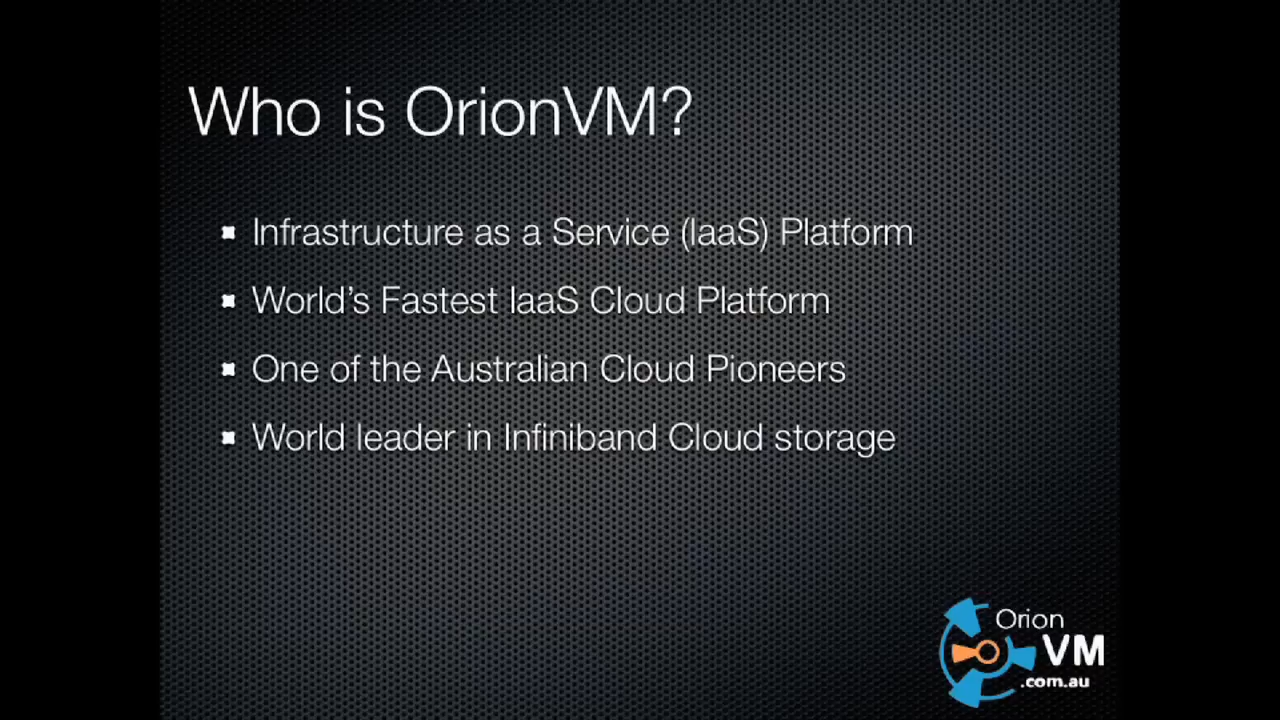 Who is OrionVM?
Infrastructure as a Service (IaaS) Platform
World's Fastest IaaS Cloud Platform
One of the Australian Cloud Pioneers
World leader in Infiniband Cloud storage
Orion
VM
.com.au